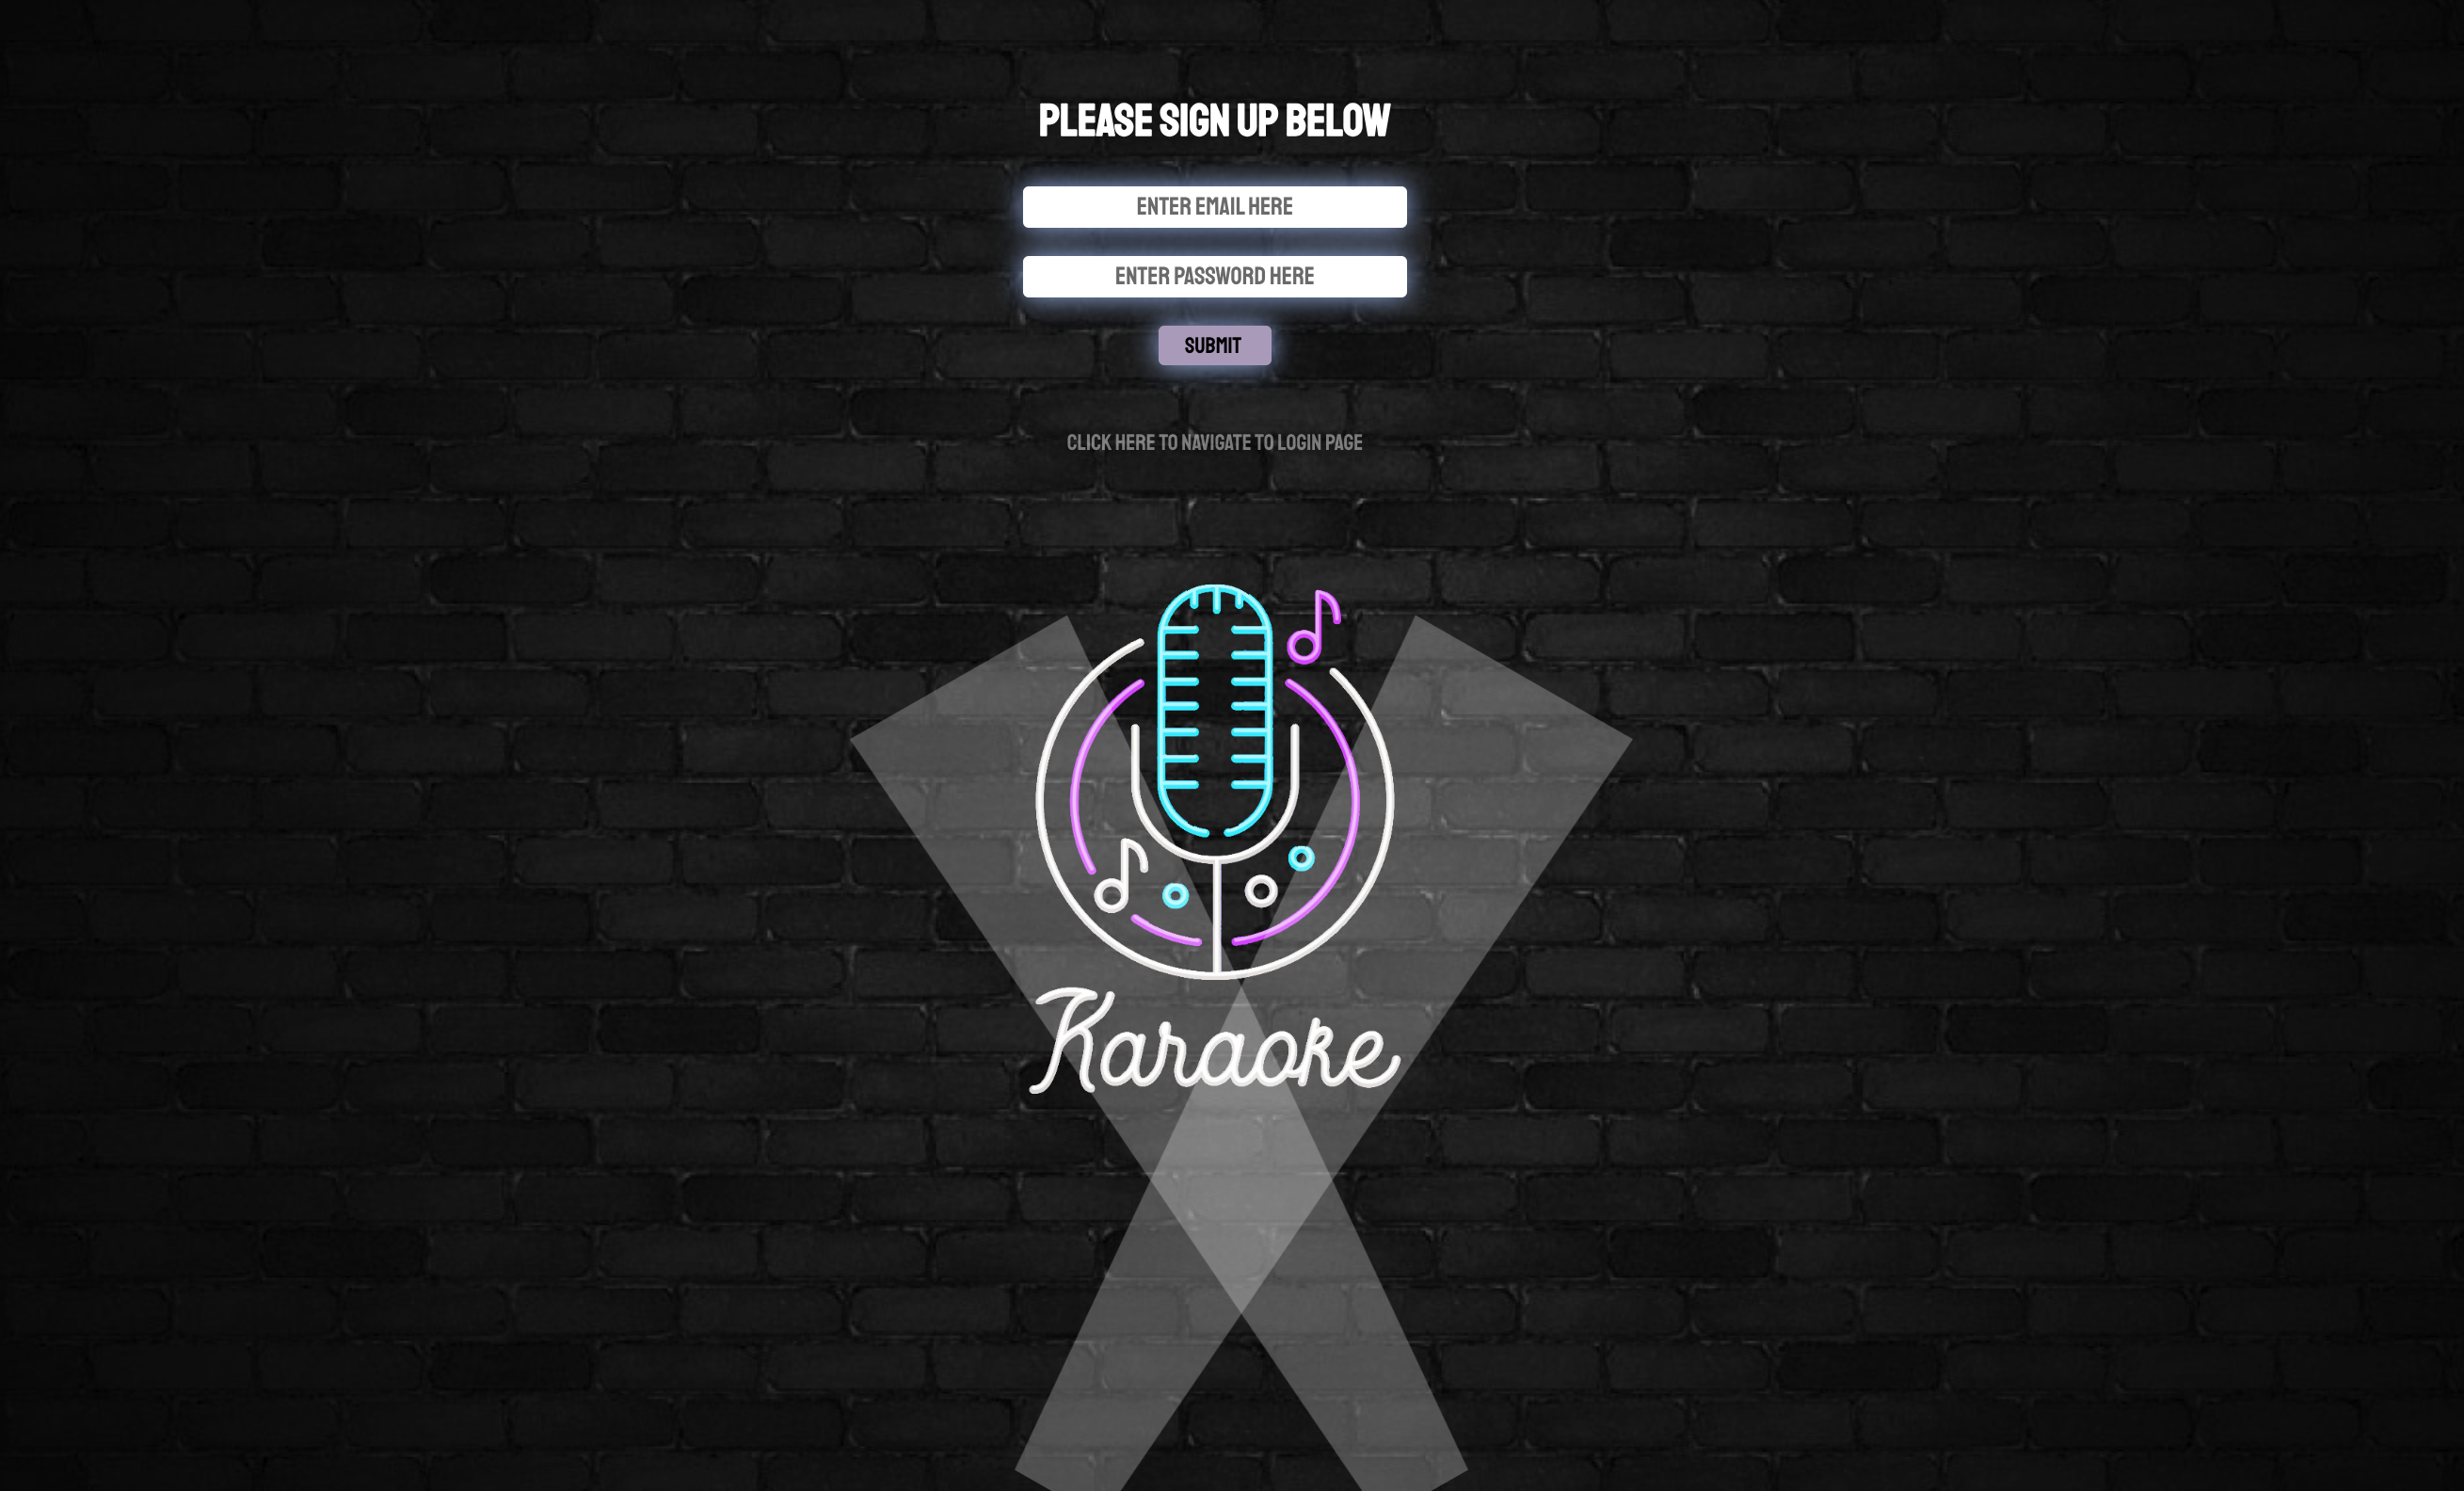 PLEASE SIGN UP BELOW
ENTER EMAIL HERE
ENTER PASSWORD HERE
SUBMIT
CLICK HERE TO NAVIGATE TO LOGIN PAGE
Karaoke